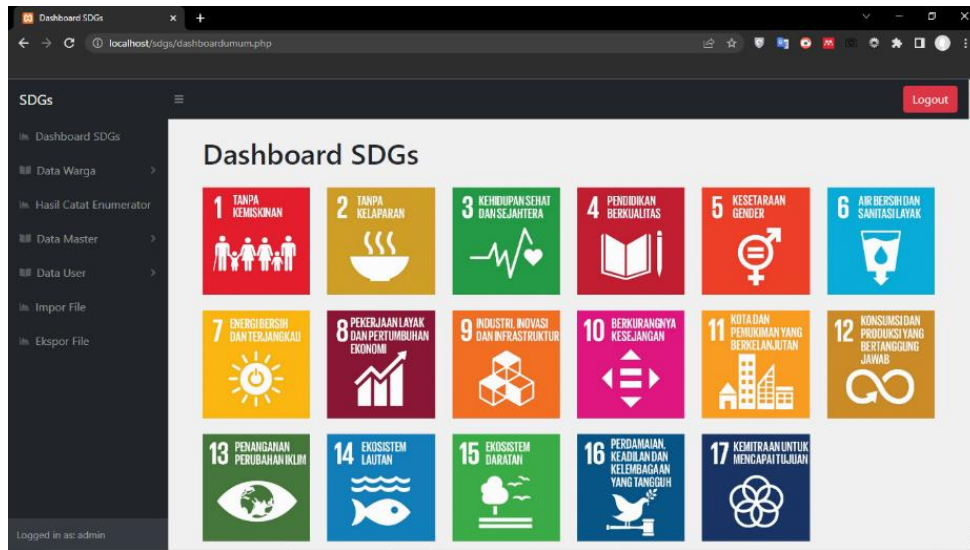 Dashboard SDGs
localhost/sdgs/dashboardumum.php
SDGs
Logout
Dashboard SDGs
Data Warga
Hasil Catat Enumerator
Data Master
Data User
Impor File
Ekspor File
Logged in as: admin
Dashboard SDGs
1 TANPA
KEMISKINAN
2 TANPA
KELAPARAN
3 KEHIDUPAN SEHAT
DAN SEJAHTERA
4 PENDIDIKAN
BERKUALITAS
5 KESETARAAN
GENDER
6 AIR BERSIH DAN
SANITASI LAYAK
7 ENERGI BERSIH
DAN TERJANGKAU
8 PEKERJAAN LAYAK
DAN PERTUMBUHAN
EKONOMI
9 INDUSTRI, INOVASI
DAN INFRASTRUKTUR
10 BERKURANGNYA
KESENJANGAN
11 KOTA DAN
PEMUKIMAN YANG
BERKELANJUTAN
12 KONSUMSI DAN
PRODUKSI YANG
BERTANGGUNG
JAWAB
13 PENANGANAN
PERUBAHAN IKLIM
14 EKOSISTEM
LAUTAN
15 EKOSISTEM
DARATAN
16 PERDAMAIAN,
KEADILAN DAN
KELEMBAGAAN
YANG TANGGUH
17 KEMITRAAN UNTUK
MENCAPAI TUJUAN